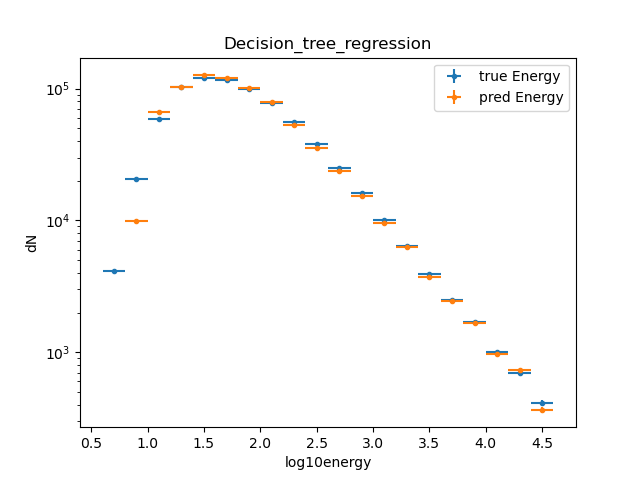 Decision_tree_regression
true Energy
pred Energy
dN
10^5
10^4
10^3
0.5 1.0 1.5 2.0 2.5 3.0 3.5 4.0 4.5
log10energy